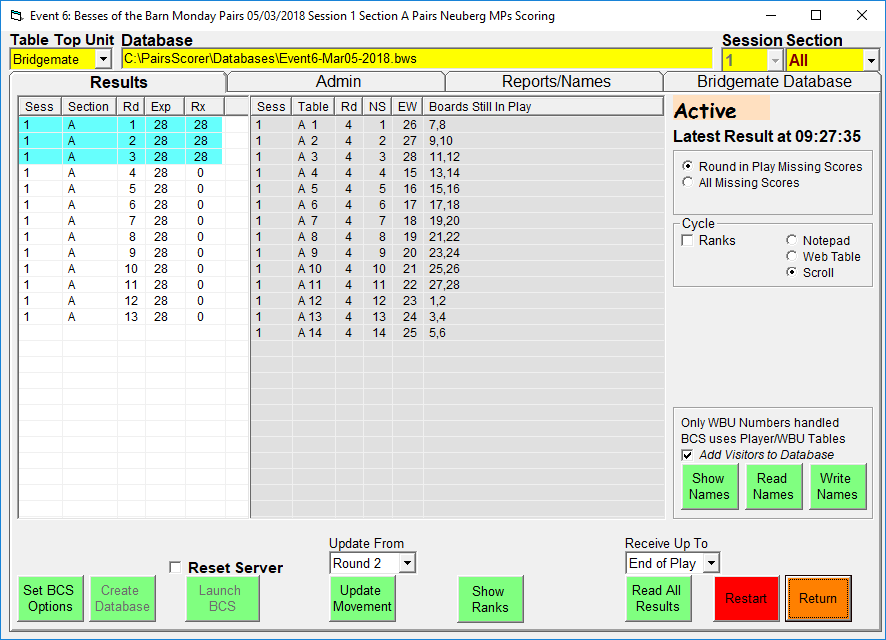 Event 6: Besses of the Barn Monday Pairs 05/03/2018 Session 1 Section A Pairs Neuberg MPs Scoring
Table Top Unit Database Session Section
Bridgemate C:\PairsScorer\Databases\Event6-Mar05-2018.bws 1 All
Results Admin Reports/Names Bridgemate Database
Sess Section Rd Exp Rx
1 A 1 28 28
1 A 2 28 28
1 A 3 28 28
1 A 4 28 0
1 A 5 28 0
1 A 6 28 0
1 A 7 28 0
1 A 8 28 0
1 A 9 28 0
1 A 10 28 0
1 A 11 28 0
1 A 12 28 0
1 A 13 28 0
Sess Table Rd NS EW Boards Still In Play
1 A 1 4 1 26 7,8
1 A 2 4 2 27 9,10
1 A 3 4 3 28 11,12
1 A 4 4 4 15 13,14
1 A 5 4 5 16 15,16
1 A 6 4 6 17 17,18
1 A 7 4 7 18 19,20
1 A 8 4 8 19 21,22
1 A 9 4 9 20 23,24
1 A 10 4 10 21 25,26
1 A 11 4 11 22 27,28
1 A 12 4 12 23 1,2
1 A 13 4 13 24 3,4
1 A 14 4 14 25 5,6
Active
Latest Result at 09:27:35
Round in Play Missing Scores
All Missing Scores
Cycle
Ranks Notepad
Web Table
Scroll
Only WBU Numbers handled
BCS uses Player/WBU Tables
Add Visitors to Database
Show Names
Read Names
Write Names
Update From
Round 2
Receive Up To
End of Play
Reset Server
Set BCS Options
Create Database
Launch BCS
Update Movement
Show Ranks
Read All Results
Restart
Return